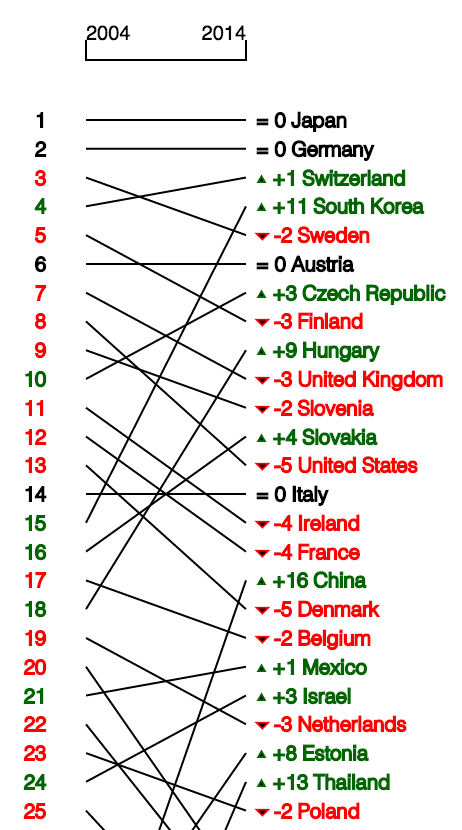 2004 2014
1 = 0 Japan
2 = 0 Germany
3 ▲ +1 Switzerland
4 ▲ +11 South Korea
5 ▼ -2 Sweden
6 = 0 Austria
7 ▲ +3 Czech Republic
8 ▼ -3 Finland
9 ▲ +9 Hungary
10 ▼ -3 United Kingdom
11 ▼ -2 Slovenia
12 ▲ +4 Slovakia
13 ▼ -5 United States
14 = 0 Italy
15 ▼ -4 Ireland
16 ▼ -4 France
17 ▲ +16 China
18 ▼ -5 Denmark
19 ▼ -2 Belgium
20 ▲ +1 Mexico
21 ▲ +3 Israel
22 ▼ -3 Netherlands
23 ▲ +8 Estonia
24 ▲ +13 Thailand
25 ▼ -2 Poland